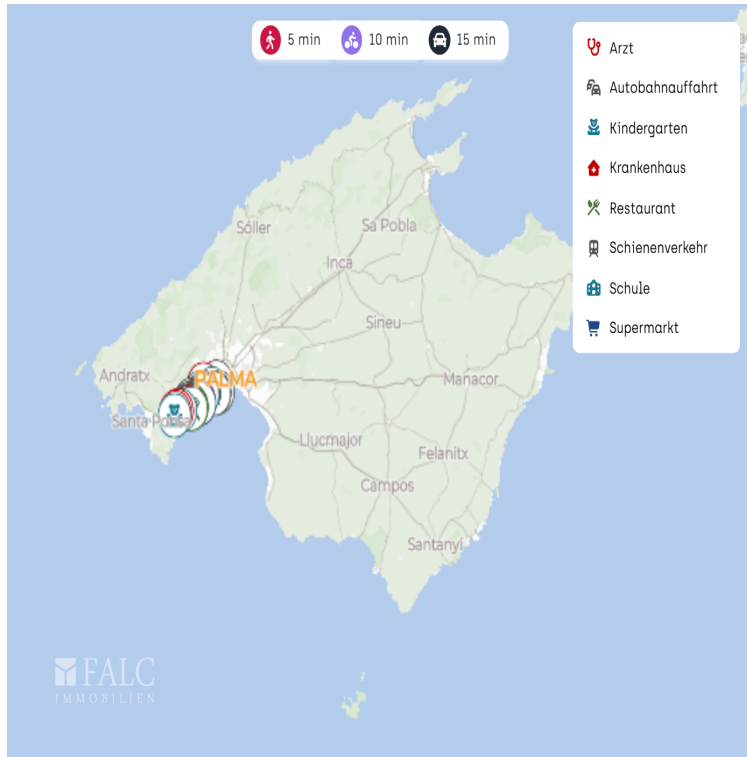 5 min
10 min
15 min
Arzt
Autobahnauffahrt
Kindergarten
Krankenhaus
Restaurant
Schienenverkehr
Schule
Supermarkt
Sóller
Sa Pobla
Inca
Sineu
Andratx
PALMA
Manacor
Santa Ponsa
Llucmajor
Felanitx
Campos
Santanyí
FALC
IMMOBILIEN